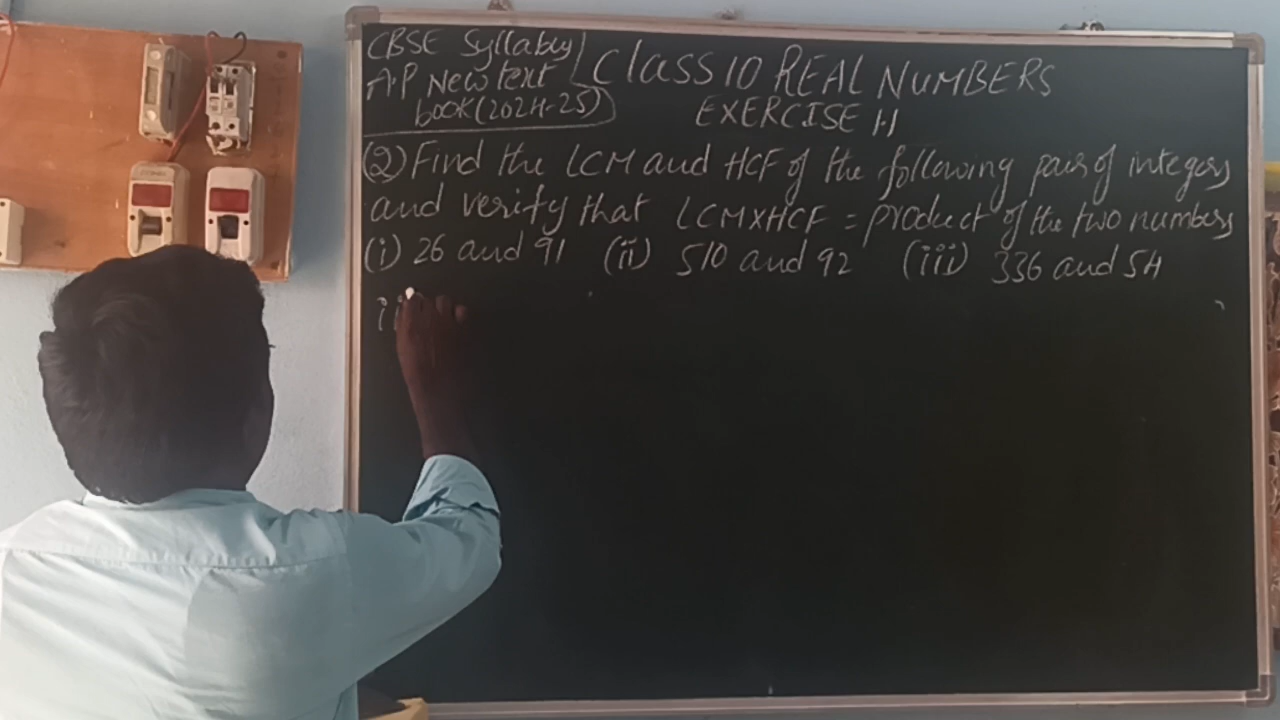 CBSE Syllabus
AP New text
book (2024-25)
Class 10 REAL NUMBERS
EXERCISE 1.1
(2) Find the LCM and HCF of the following pairs of integers
and verify that LCM×HCF = product of the two numbers
(i) 26 and 91 (ii) 510 and 92 (iii) 336 and 54
ii